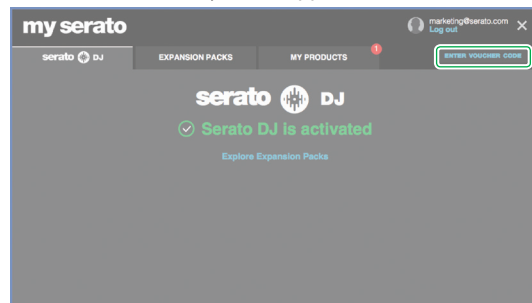 my serato
marketing@serato.com
Log out
serato DJ
EXPANSION PACKS
MY PRODUCTS
1
ENTER VOUCHER CODE
serato DJ
Serato DJ is activated
Explore Expansion Packs